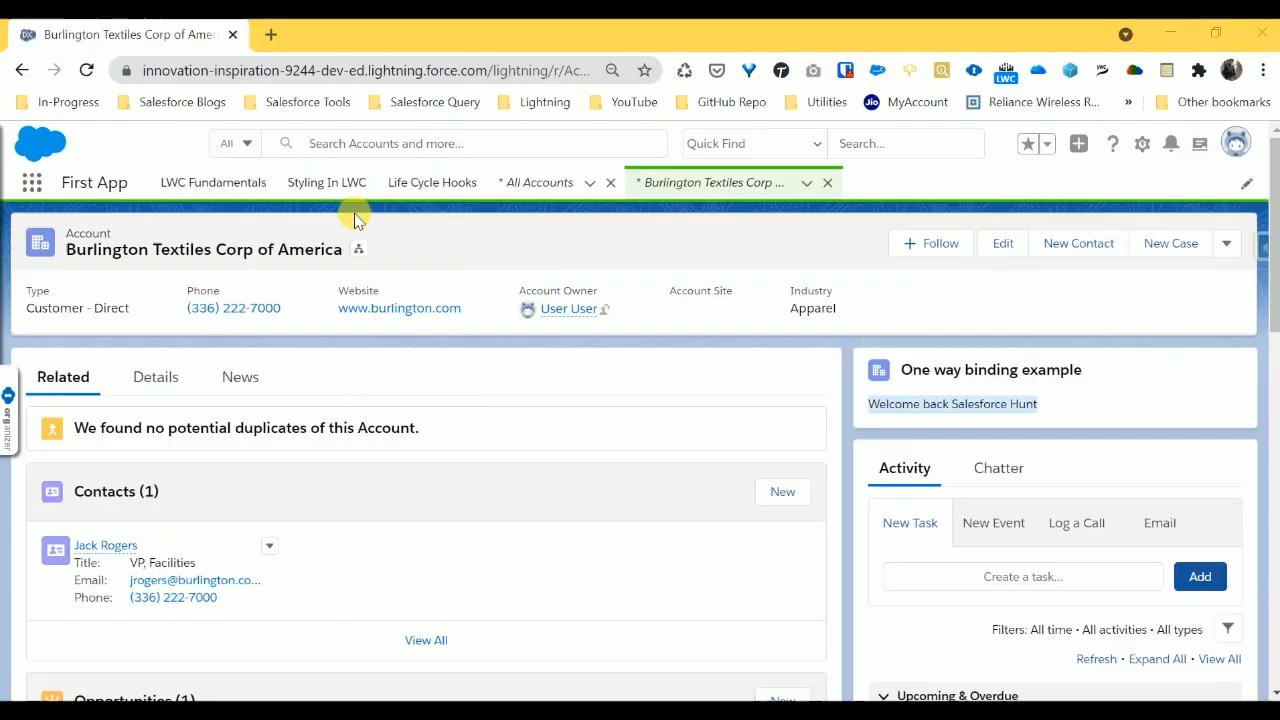 Burlington Textiles Corp of Amer
innovation-inspiration-9244-dev-ed.lightning.force.com/lightning/r/Ac...
LWC
In-Progress Salesforce Blogs Salesforce Tools Salesforce Query Lightning YouTube GitHub Repo Utilities Jio MyAccount Reliance Wireless R... » Other bookmarks
All Search Accounts and more... Quick Find Search...
First App LWC Fundamentals Styling In LWC Life Cycle Hooks * All Accounts * Burlington Textiles Corp ...
Account
Burlington Textiles Corp of America
Follow Edit New Contact New Case
Type Phone Website Account Owner Account Site Industry
Customer - Direct (336) 222-7000 www.burlington.com User User Apparel
organizer
Related Details News
We found no potential duplicates of this Account.
Contacts (1) New
Jack Rogers
Title: VP, Facilities
Email: jrogers@burlington.co...
Phone: (336) 222-7000
View All
Opportunities (1) New
One way binding example
Welcome back Salesforce Hunt
Activity Chatter
New Task New Event Log a Call Email
Create a task... Add
Filters: All time • All activities • All types
Refresh • Expand All • View All
Upcoming & Overdue